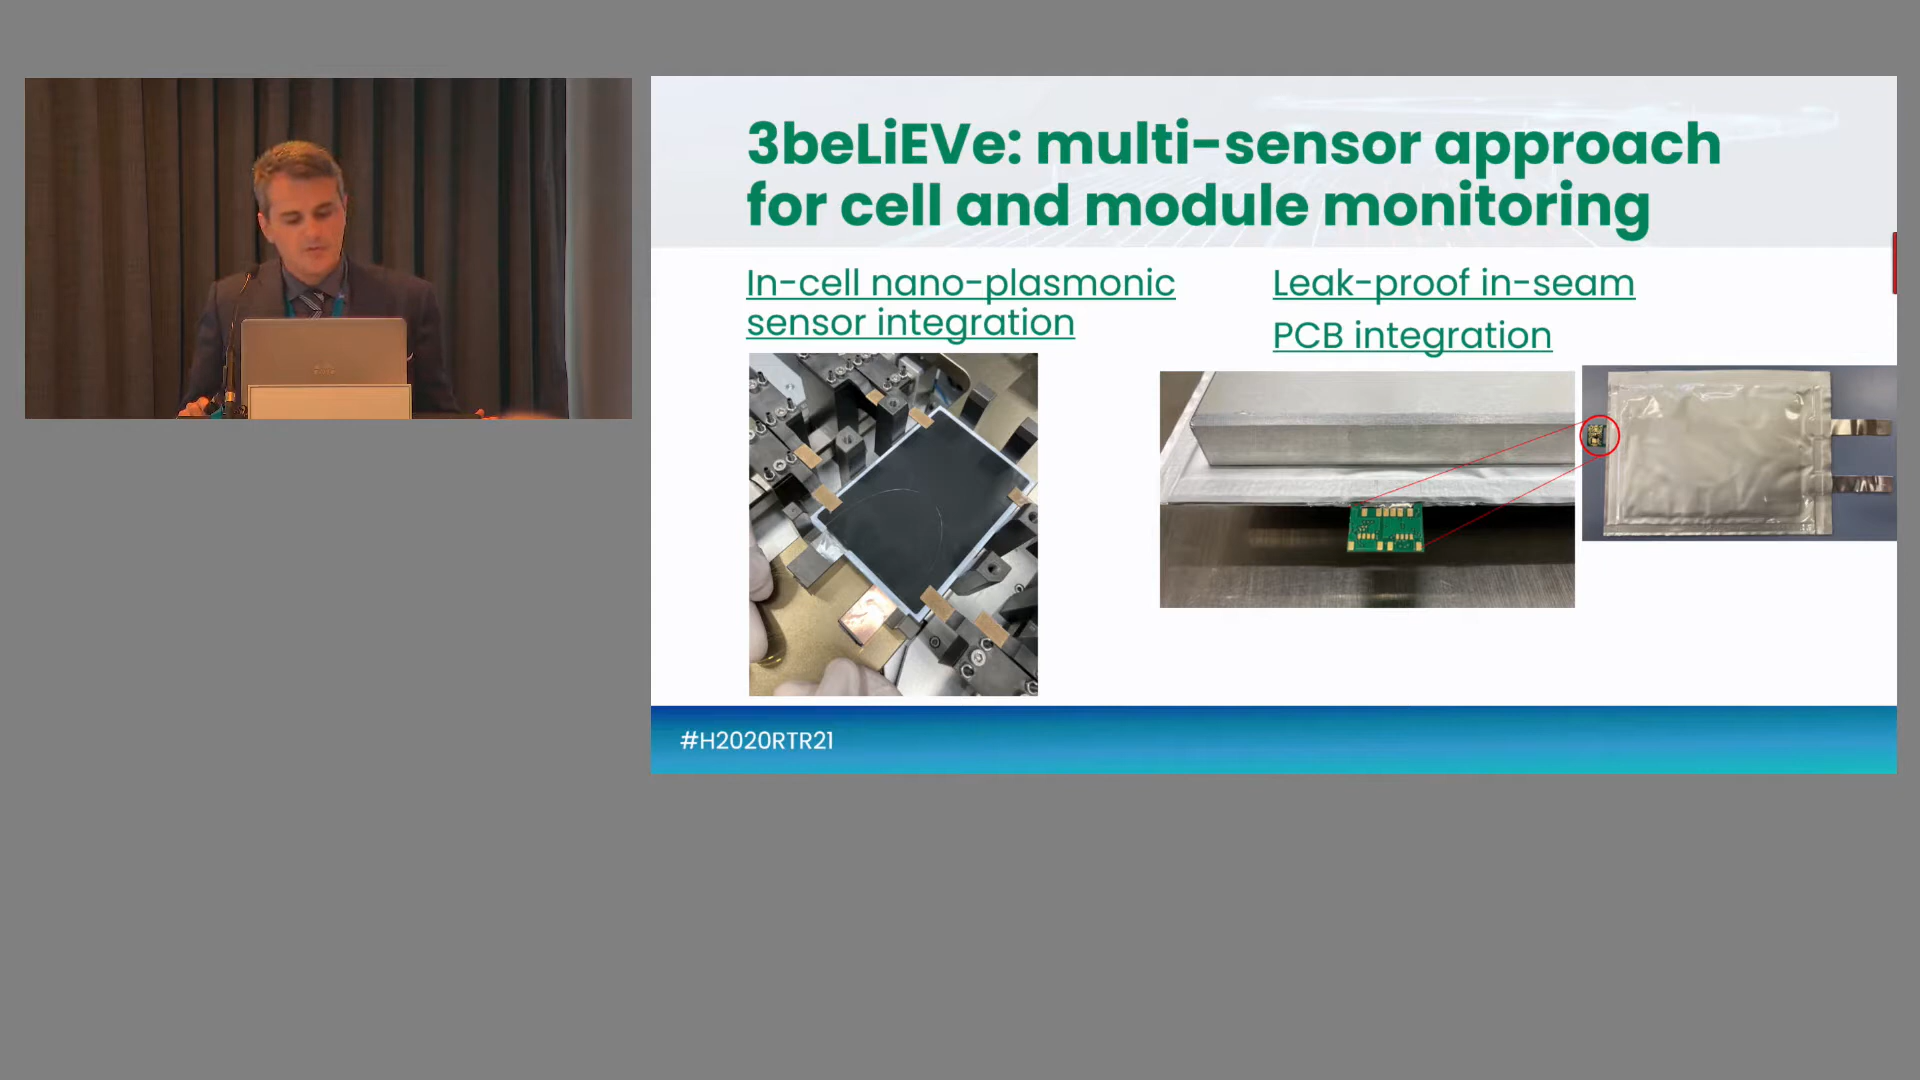 3beLiEVe: multi-sensor approach
for cell and module monitoring
In-cell nano-plasmonic
sensor integration
Leak-proof in-seam
PCB integration
#H2020RTR21